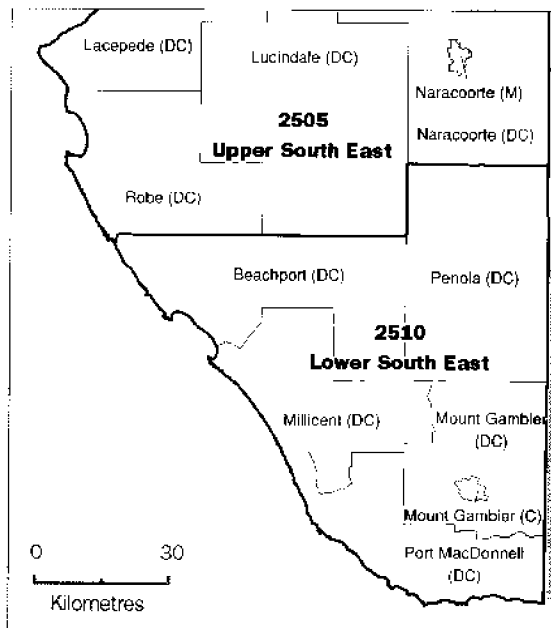 Lacepede (DC)
Lucindale (DC)
Naracoorte (M)
2505
Naracoorte (DC)
Upper South East
Robe (DC)
Beachport (DC)
Penola (DC)
2510
Lower South East
Millicent (DC)
Mount Gambier
(DC)
Mount Gambier (C)
0 30
Port MacDonnell
(DC)
Kilometres